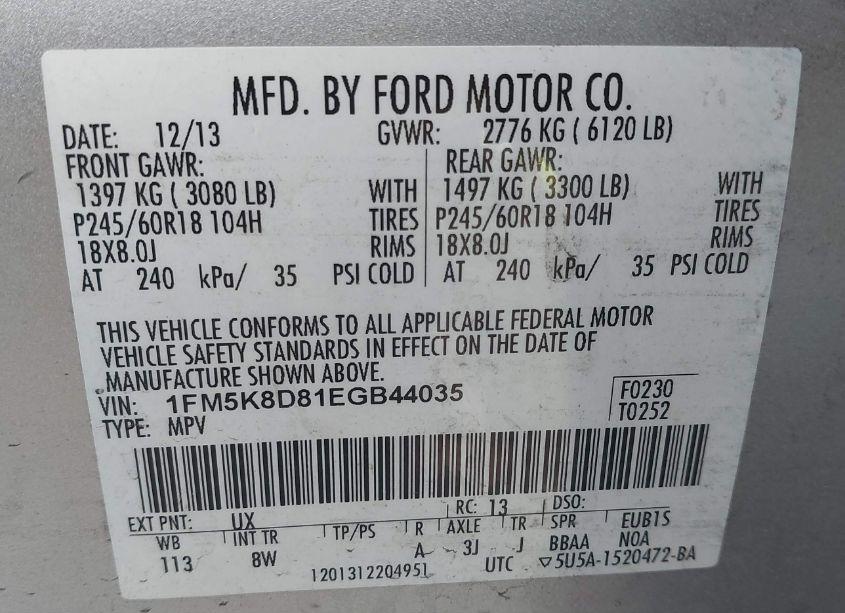 MFD. BY FORD MOTOR CO.
DATE: 12/13 GVWR: 2776 KG ( 6120 LB)
FRONT GAWR: REAR GAWR:
1397 KG ( 3080 LB) WITH 1497 KG ( 3300 LB) WITH
P245/60R18 104H TIRES P245/60R18 104H TIRES
18X8.0J RIMS 18X8.0J RIMS
AT 240 kPa/ 35 PSI COLD AT 240 kPa/ 35 PSI COLD
THIS VEHICLE CONFORMS TO ALL APPLICABLE FEDERAL MOTOR
VEHICLE SAFETY STANDARDS IN EFFECT ON THE DATE OF
MANUFACTURE SHOWN ABOVE.
VIN: 1FM5K8D81EGB44035 F0230
TYPE: MPV T0252
EXT PNT: UX RC: 13 DSO:
WB INT TR TP/PS R AXLE TR SPR EUB1S
113 8W A 3J J BBAA NOA
1201312204951 UTC ▽5U5A-1520472-BA